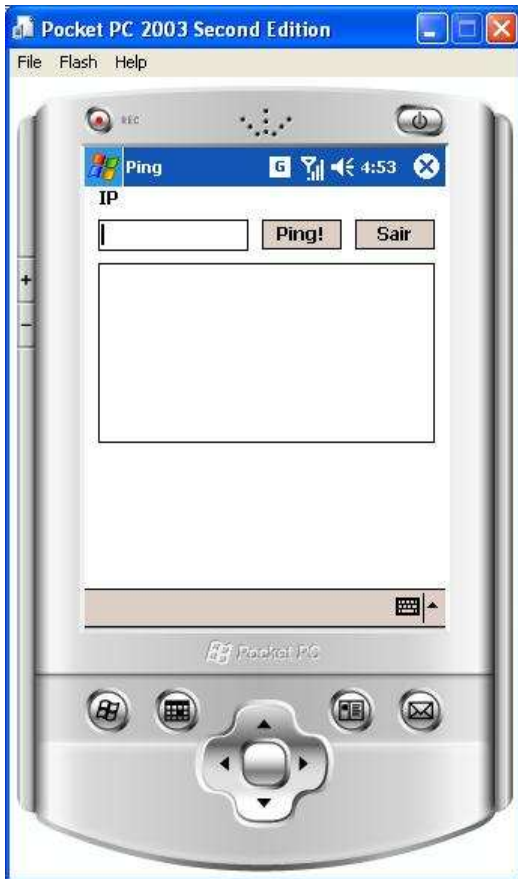 Pocket PC 2003 Second Edition
File Flash Help
REC
Ping G 4:53
IP
Ping! Sair
+
-
Pocket PC